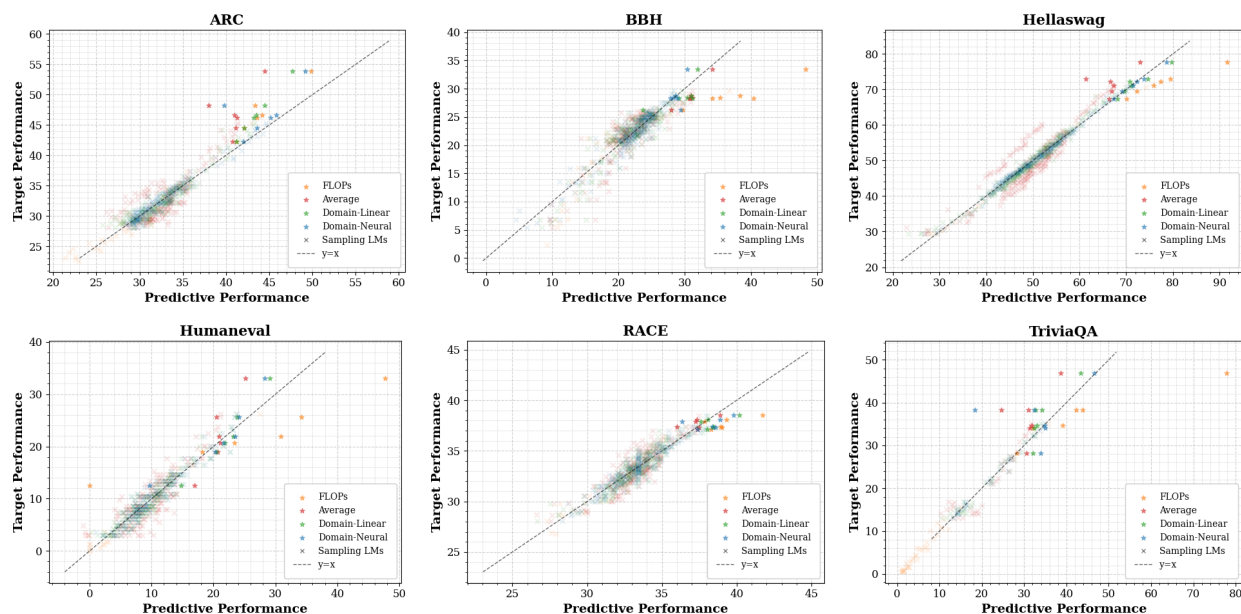 ARC
Target Performance
60
55
50
45
40
35
30
25
FLOPs
Average
Domain-Linear
Domain-Neural
Sampling LMs
y=x
20 25 30 35 40 45 50 55 60
Predictive Performance
BBH
Target Performance
40
35
30
25
20
15
10
5
0
FLOPs
Average
Domain-Linear
Domain-Neural
Sampling LMs
y=x
0 10 20 30 40 50
Predictive Performance
Hellaswag
Target Performance
80
70
60
50
40
30
20
FLOPs
Average
Domain-Linear
Domain-Neural
Sampling LMs
y=x
20 30 40 50 60 70 80 90
Predictive Performance
Humaneval
Target Performance
40
30
20
10
0
FLOPs
Average
Domain-Linear
Domain-Neural
Sampling LMs
y=x
0 10 20 30 40 50
Predictive Performance
RACE
Target Performance
45
40
35
30
25
FLOPs
Average
Domain-Linear
Domain-Neural
Sampling LMs
y=x
25 30 35 40 45
Predictive Performance
TriviaQA
Target Performance
50
40
30
20
10
0
FLOPs
Average
Domain-Linear
Domain-Neural
Sampling LMs
y=x
0 10 20 30 40 50 60 70 80
Predictive Performance